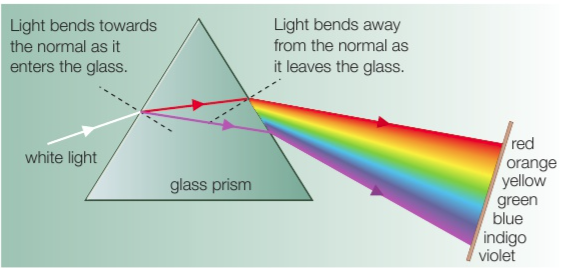 Light bends towards
the normal as it
enters the glass.
Light bends away
from the normal as
it leaves the glass.
white light
glass prism
red
orange
yellow
green
blue
indigo
violet